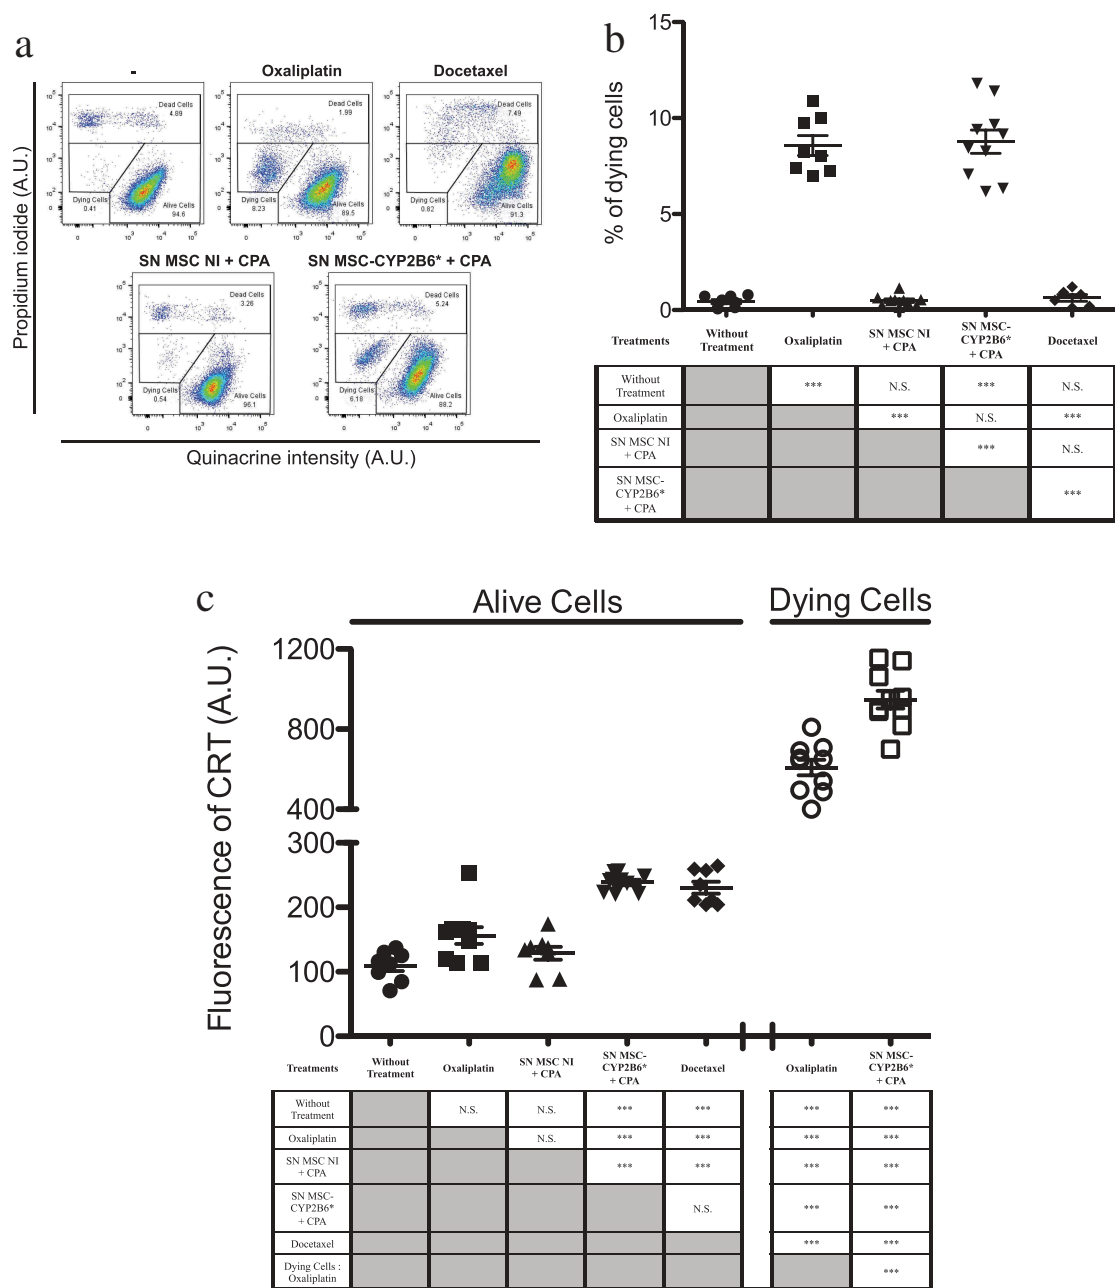 a
-
Oxaliplatin
Docetaxel
Propidium iodide (A.U.)
Dead Cells
4.89
Dying Cells
0.41
Alive Cells
94.6
Dead Cells
1.99
Dying Cells
8.23
Alive Cells
89.5
Dead Cells
7.49
Dying Cells
0.82
Alive Cells
91.3
SN MSC NI + CPA
SN MSC-CYP2B6* + CPA
Dead Cells
3.26
Dying Cells
0.54
Alive Cells
96.1
Dead Cells
5.24
Dying Cells
6.18
Alive Cells
88.2
Quinacrine intensity (A.U.)
b
% of dying cells
15
10
5
0
Treatments
Without
Treatment
Oxaliplatin
SN MSC NI
+ CPA
SN MSC-
CYP2B6*
+ CPA
Docetaxel
Without
Treatment
*** N.S. *** N.S.
Oxaliplatin *** N.S. ***
SN MSC NI
+ CPA
*** N.S.
SN MSC-
CYP2B6*
+ CPA
***
c
Alive Cells
Dying Cells
Fluorescence of CRT (A.U.)
1200
800
400
300
200
100
0
Treatments
Without
Treatment
Oxaliplatin
SN MSC NI
+ CPA
SN MSC-
CYP2B6*
+ CPA
Docetaxel
Oxaliplatin
SN MSC-
CYP2B6*
+ CPA
Without
Treatment
N.S. N.S. *** *** *** ***
Oxaliplatin N.S. *** *** *** ***
SN MSC NI
+ CPA
*** *** *** ***
SN MSC-
CYP2B6*
+ CPA
N.S. *** ***
Docetaxel *** ***
Dying Cells :
Oxaliplatin
***